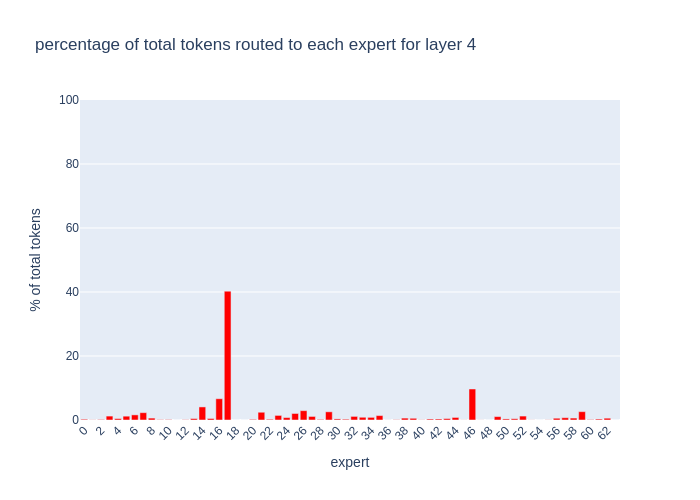 percentage of total tokens routed to each expert for layer 4
100
80
60
40
20
0
% of total tokens
0 2 4 6 8 10 12 14 16 18 20 22 24 26 28 30 32 34 36 38 40 42 44 46 48 50 52 54 56 58 60 62
expert